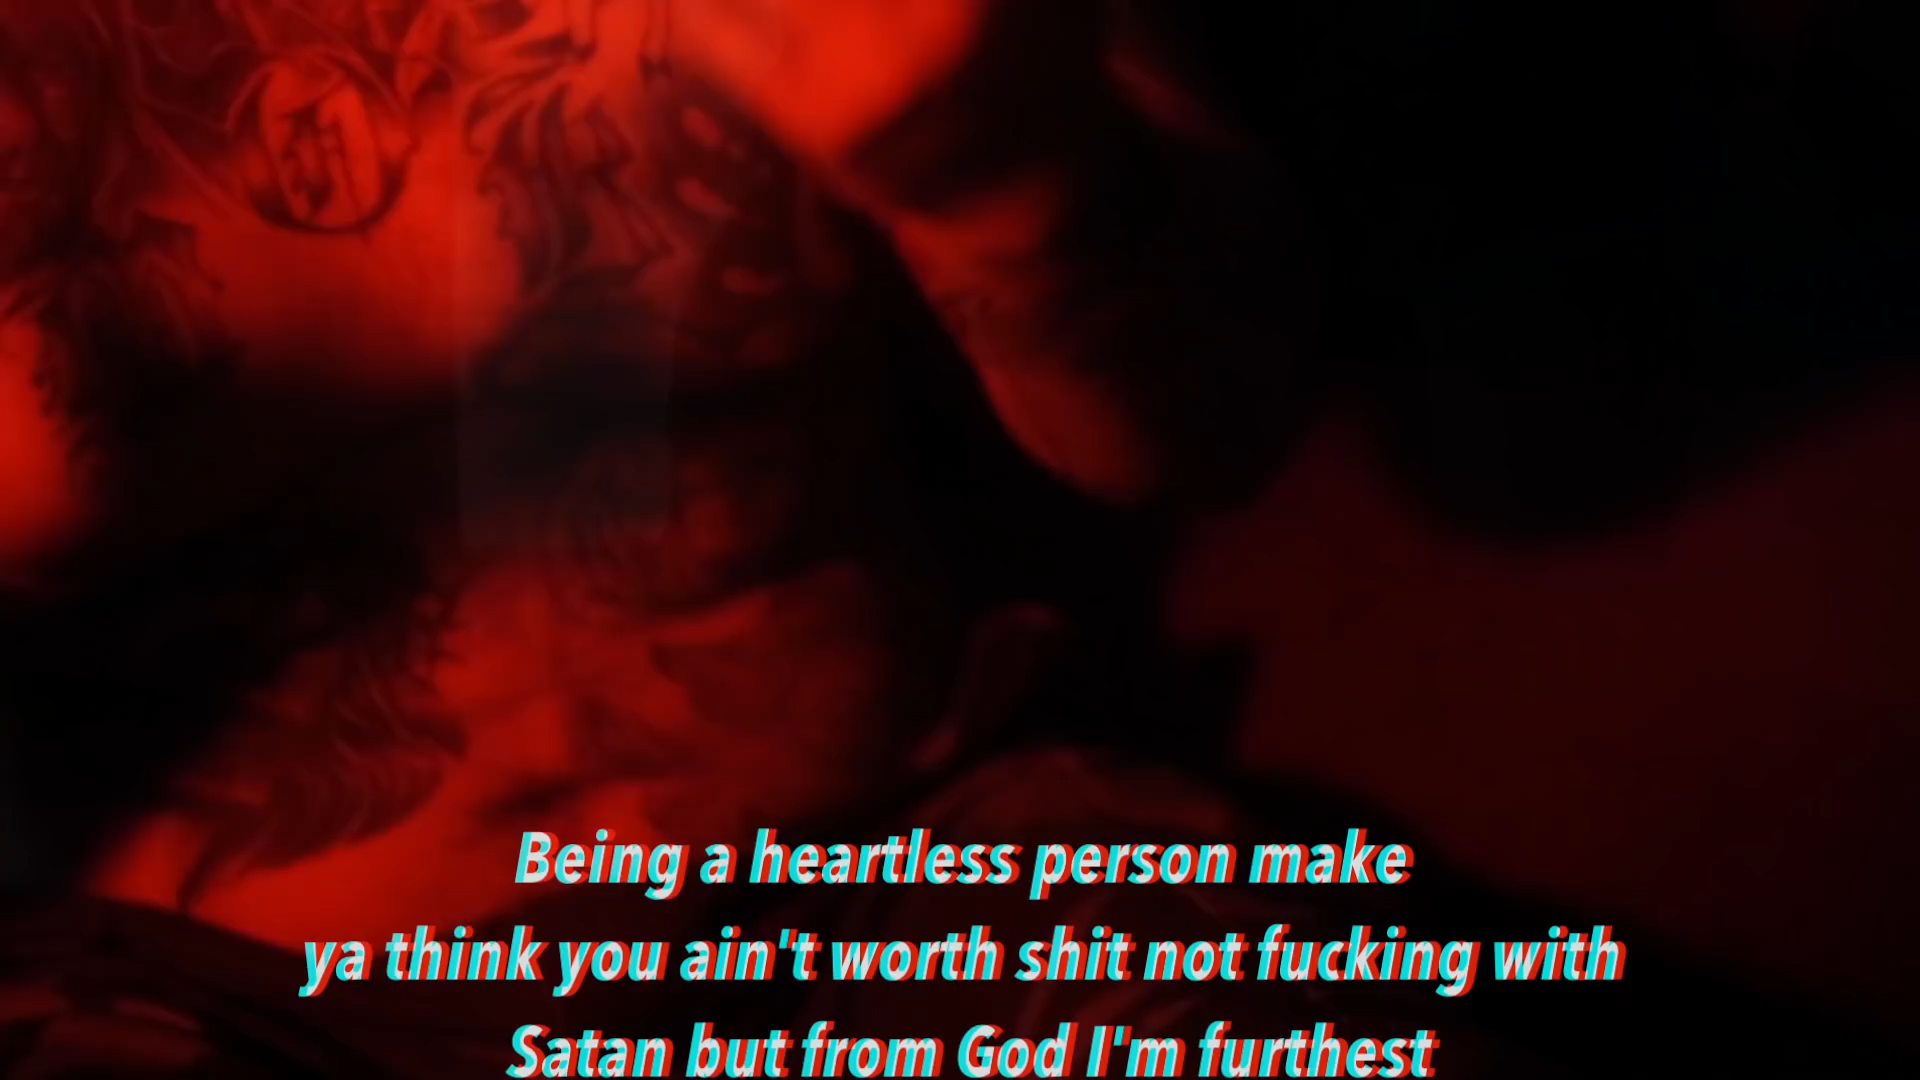 Being a heartless person make
ya think you ain't worth shit not fucking with
Satan but from God I'm furthest